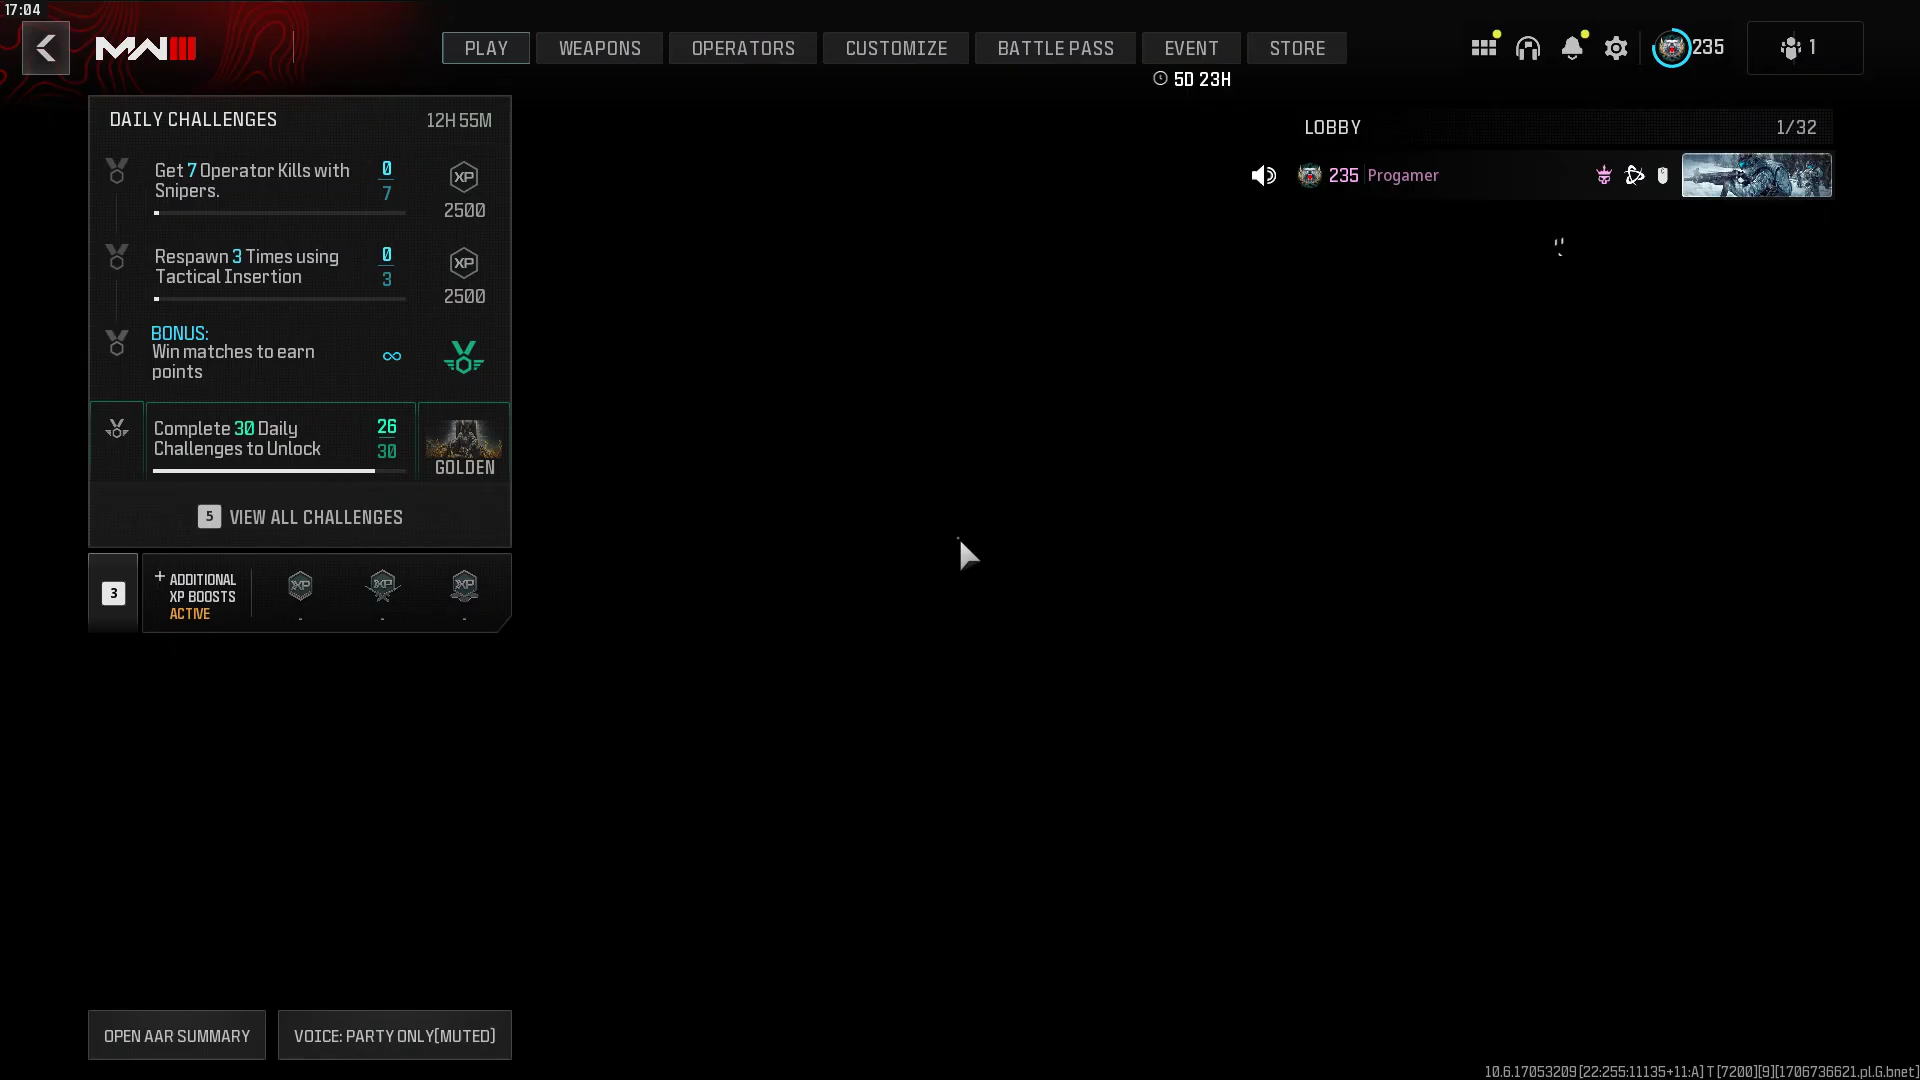 17:04
MWIII
PLAY
WEAPONS
OPERATORS
CUSTOMIZE
BATTLE PASS
EVENT
STORE
235
1
5D 23H
DAILY CHALLENGES
12H 55M
Get 7 Operator Kills with
Snipers.
0
7
XP
2500
Respawn 3 Times using
Tactical Insertion
0
3
XP
2500
BONUS:
Win matches to earn
points
∞
Complete 30 Daily
Challenges to Unlock
26
30
GOLDEN
5 VIEW ALL CHALLENGES
3
+ ADDITIONAL
XP BOOSTS
ACTIVE
XP
-
XP
-
XP
-
LOBBY
1/32
235 Progamer
OPEN AAR SUMMARY
VOICE: PARTY ONLY[MUTED]
10.6.17053209[22:255:11135+11:A] T [7200][9][1706736621.pl.G.bnet]